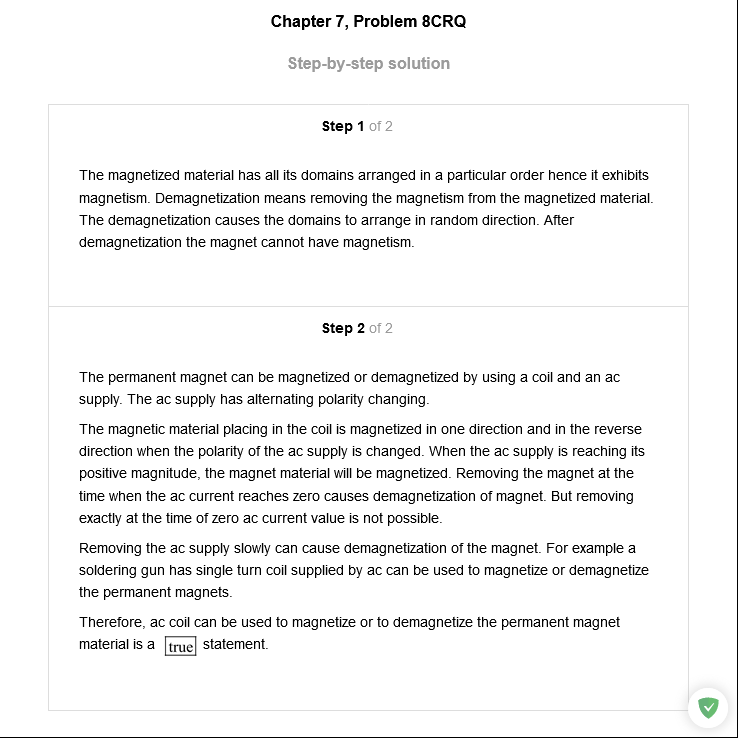 Chapter 7, Problem 8CRQ
Step-by-step solution
Step 1 of 2
The magnetized material has all its domains arranged in a particular order hence it exhibits
magnetism. Demagnetization means removing the magnetism from the magnetized material.
The demagnetization causes the domains to arrange in random direction. After
demagnetization the magnet cannot have magnetism.
Step 2 of 2
The permanent magnet can be magnetized or demagnetized by using a coil and an ac
supply. The ac supply has alternating polarity changing.
The magnetic material placing in the coil is magnetized in one direction and in the reverse
direction when the polarity of the ac supply is changed. When the ac supply is reaching its
positive magnitude, the magnet material will be magnetized. Removing the magnet at the
time when the ac current reaches zero causes demagnetization of magnet. But removing
exactly at the time of zero ac current value is not possible.
Removing the ac supply slowly can cause demagnetization of the magnet. For example a
soldering gun has single turn coil supplied by ac can be used to magnetize or demagnetize
the permanent magnets.
Therefore, ac coil can be used to magnetize or to demagnetize the permanent magnet
material is a true statement.